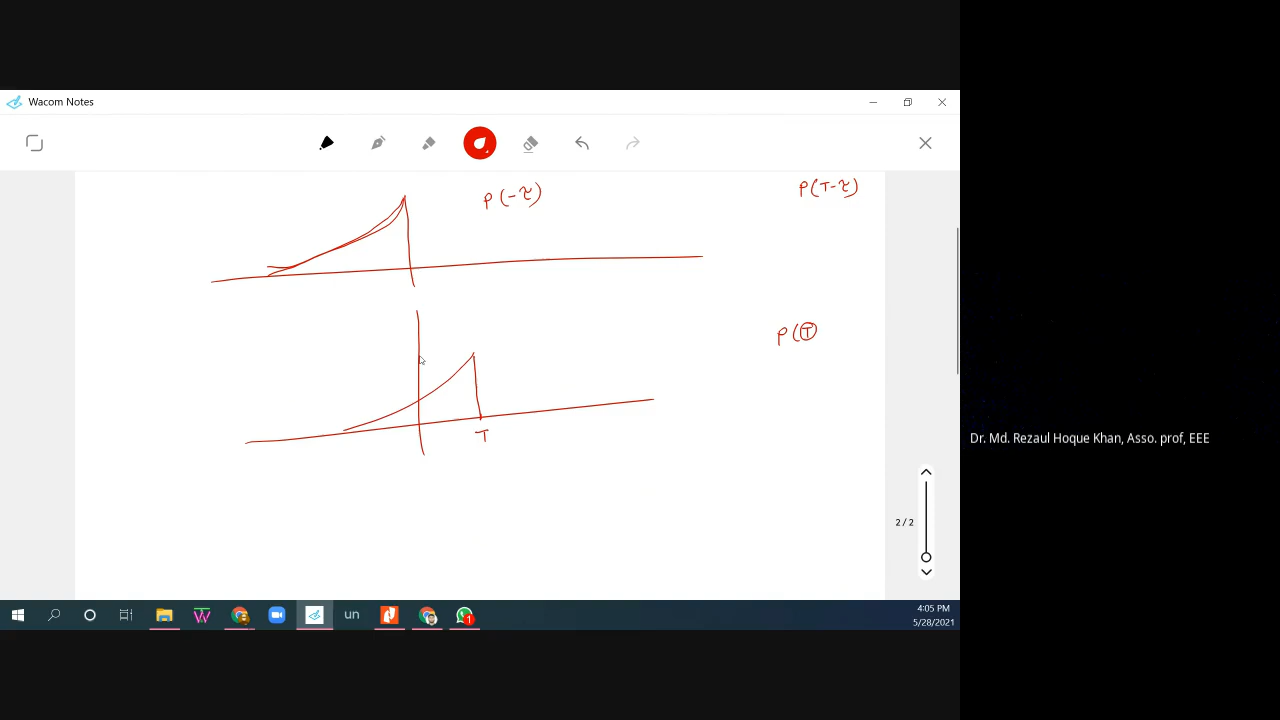 Wacom Notes
P(-τ)
P(T-τ)
P(T
T
Dr. Md. Rezaul Hoque Khan, Asso. prof, EEE
2 / 2
un
1
4:05 PM
5/28/2021